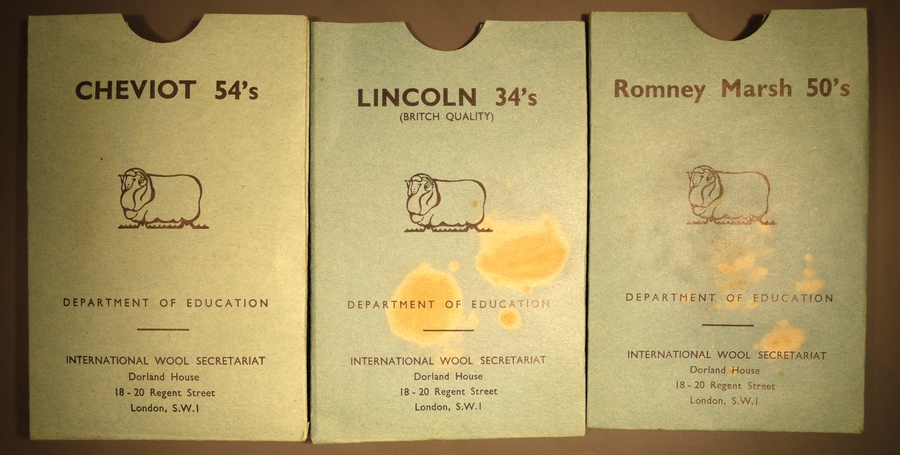 CHEVIOT 54's
DEPARTMENT OF EDUCATION
INTERNATIONAL WOOL SECRETARIAT
Dorland House
18 - 20 Regent Street
London, S.W.1
LINCOLN 34's
(BRITCH QUALITY)
DEPARTMENT OF EDUCATION
INTERNATIONAL WOOL SECRETARIAT
Dorland House
18 - 20 Regent Street
London, S.W.1
Romney Marsh 50's
DEPARTMENT OF EDUCATION
INTERNATIONAL WOOL SECRETARIAT
Dorland House
18 - 20 Regent Street
London, S.W.1